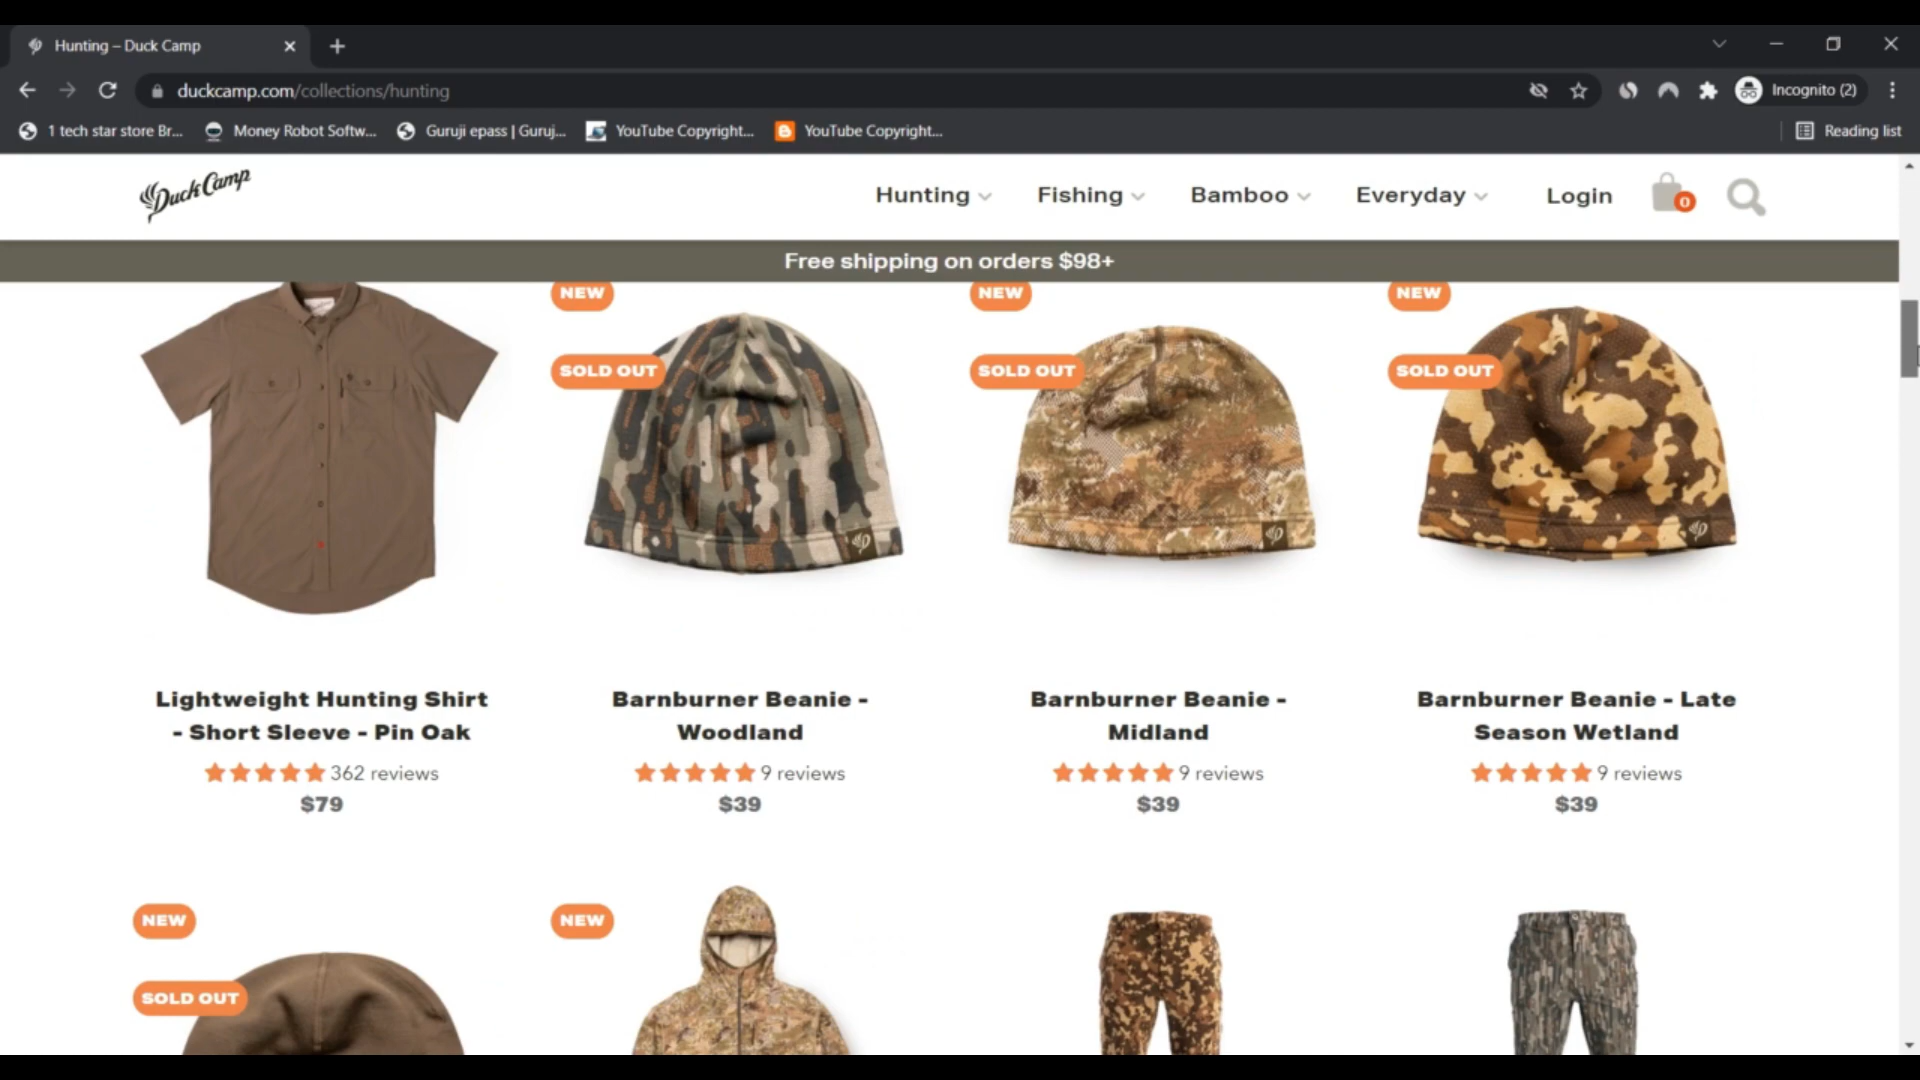 Hunting – Duck Camp
duckcamp.com/collections/hunting
Incognito (2)
1 tech star store Br...
Money Robot Softw...
Guruji epass | Guruj...
YouTube Copyright...
YouTube Copyright...
Reading list
Duck Camp
Hunting
Fishing
Bamboo
Everyday
Login
0
Free shipping on orders $98+
NEW
NEW
NEW
SOLD OUT
SOLD OUT
SOLD OUT
Lightweight Hunting Shirt
- Short Sleeve - Pin Oak
362 reviews
$79
Barnburner Beanie -
Woodland
9 reviews
$39
Barnburner Beanie -
Midland
9 reviews
$39
Barnburner Beanie - Late
Season Wetland
9 reviews
$39
NEW
NEW
SOLD OUT